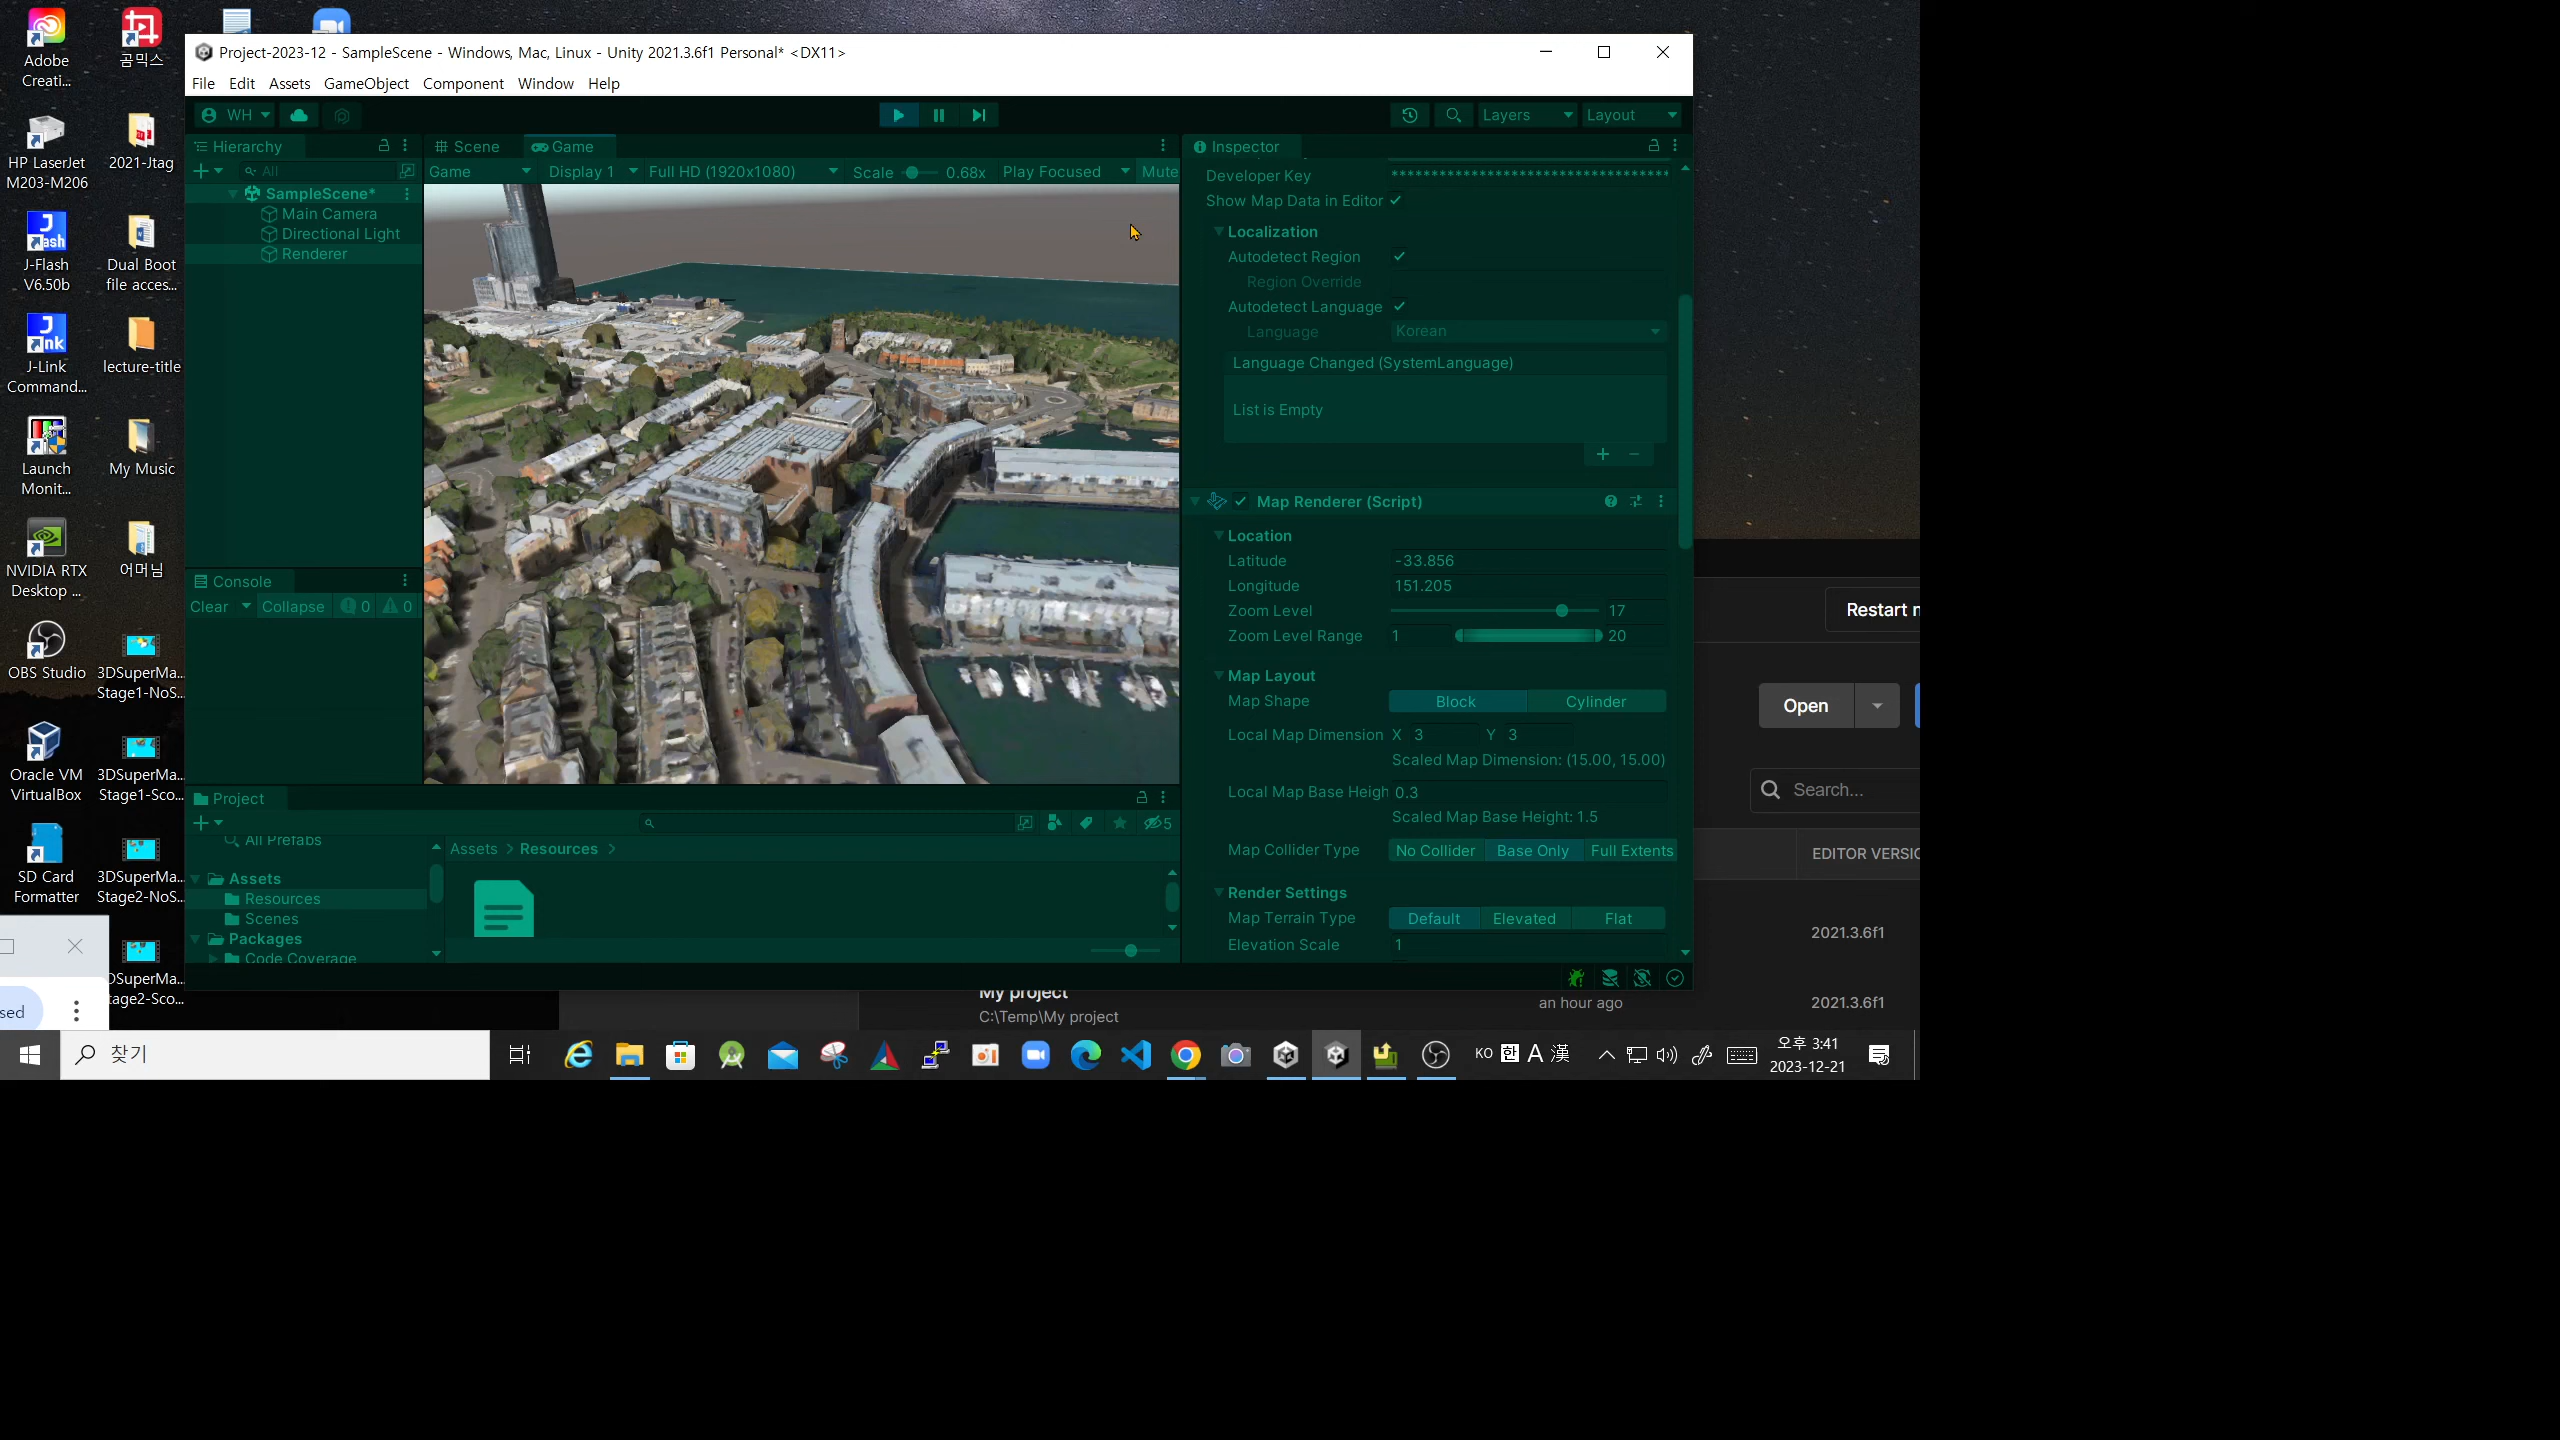 Adobe
Creati...
곰믹스
HP LaserJet
M203-M206
2021-Jtag
J-Flash
V6.50b
Dual Boot
file acces...
J-Link
Command...
lecture-title
Launch
Monit...
My Music
NVIDIA RTX
Desktop ...
어머님
OBS Studio
3DSuperMa...
Stage1-NoS...
Oracle VM
VirtualBox
3DSuperMa...
Stage1-Sco...
SD Card
Formatter
3DSuperMa...
Stage2-NoS...
DSuperMa...
tage2-Sco...
sed
Project-2023-12 - SampleScene - Windows, Mac, Linux - Unity 2021.3.6f1 Personal* <DX11>
File Edit Assets GameObject Component Window Help
WH
Layers
Layout
Hierarchy
All
SampleScene*
Main Camera
Directional Light
Renderer
Console
Clear Collapse 0 0
Scene Game
Game Display 1 Full HD (1920x1080) Scale 0.68x Play Focused Mute
Project
5
All Prefabs
Assets
Resources
Scenes
Packages
Code Coverage
Assets > Resources >
Inspector
Developer Key ***********************************
Show Map Data in Editor
Localization
Autodetect Region
Region Override
Autodetect Language
Language Korean
Language Changed (SystemLanguage)
List is Empty
+ −
Map Renderer (Script)
Location
Latitude -33.856
Longitude 151.205
Zoom Level 17
Zoom Level Range 1 20
Map Layout
Map Shape Block Cylinder
Local Map Dimension X 3 Y 3
Scaled Map Dimension: (15.00, 15.00)
Local Map Base Heigh 0.3
Scaled Map Base Height: 1.5
Map Collider Type No Collider Base Only Full Extents
Render Settings
Map Terrain Type Default Elevated Flat
Elevation Scale 1
Restart n
Open
Search...
EDITOR VERSIO
2021.3.6f1
My project
C:\Temp\My project
an hour ago
2021.3.6f1
찾기
KO 한 A 漢
오후 3:41
2023-12-21